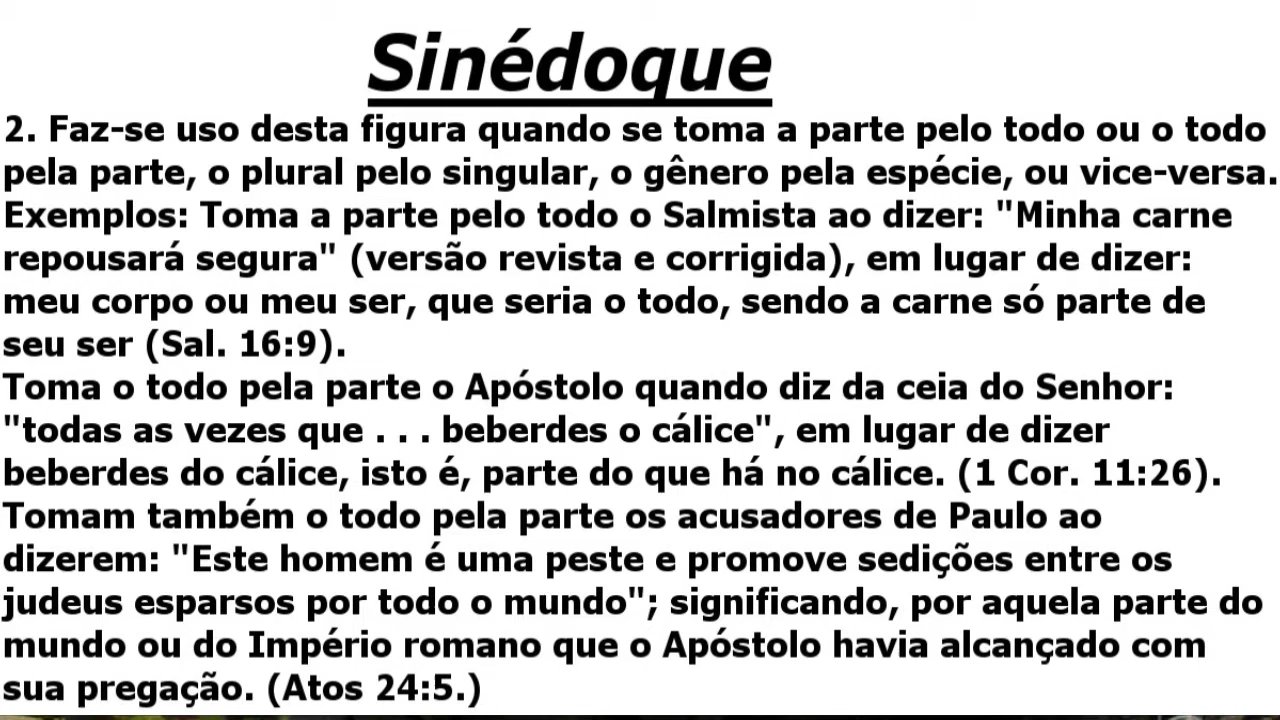 Sinédoque
2. Faz-se uso desta figura quando se toma a parte pelo todo ou o todo
pela parte, o plural pelo singular, o gênero pela espécie, ou vice-versa.
Exemplos: Toma a parte pelo todo o Salmista ao dizer: "Minha carne
repousará segura" (versão revista e corrigida), em lugar de dizer:
meu corpo ou meu ser, que seria o todo, sendo a carne só parte de
seu ser (Sal. 16:9).
Toma o todo pela parte o Apóstolo quando diz da ceia do Senhor:
"todas as vezes que . . . beberdes o cálice", em lugar de dizer
beberdes do cálice, isto é, parte do que há no cálice. (1 Cor. 11:26).
Tomam também o todo pela parte os acusadores de Paulo ao
dizerem: "Este homem é uma peste e promove sedições entre os
judeus esparsos por todo o mundo"; significando, por aquela parte do
mundo ou do Império romano que o Apóstolo havia alcançado com
sua pregação. (Atos 24:5.)